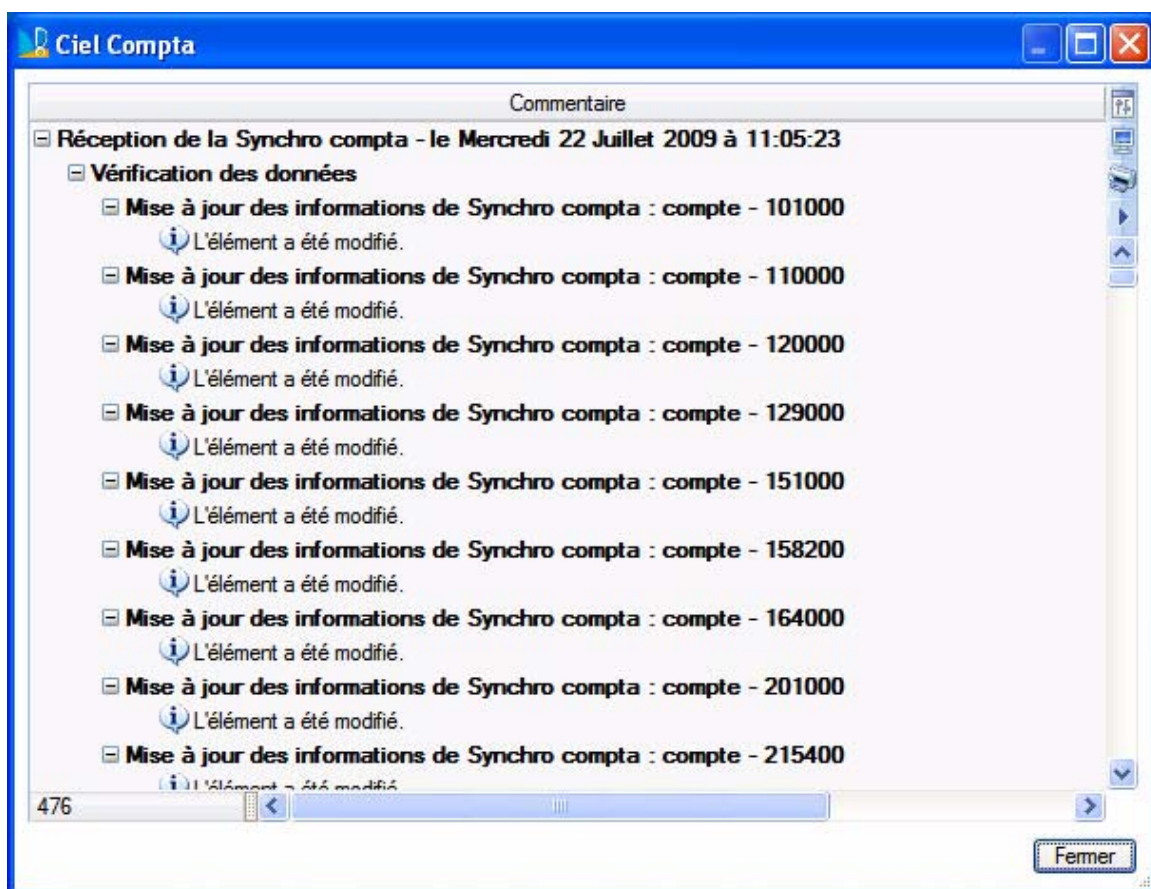 Ciel Compta
Commentaire
Réception de la Synchro compta - le Mercredi 22 Juillet 2009 à 11:05:23
Vérification des données
Mise à jour des informations de Synchro compta : compte - 101000
L'élément a été modifié.
Mise à jour des informations de Synchro compta : compte - 110000
L'élément a été modifié.
Mise à jour des informations de Synchro compta : compte - 120000
L'élément a été modifié.
Mise à jour des informations de Synchro compta : compte - 129000
L'élément a été modifié.
Mise à jour des informations de Synchro compta : compte - 151000
L'élément a été modifié.
Mise à jour des informations de Synchro compta : compte - 158200
L'élément a été modifié.
Mise à jour des informations de Synchro compta : compte - 164000
L'élément a été modifié.
Mise à jour des informations de Synchro compta : compte - 201000
L'élément a été modifié.
Mise à jour des informations de Synchro compta : compte - 215400
L'élément a été modifié.
476
Fermer